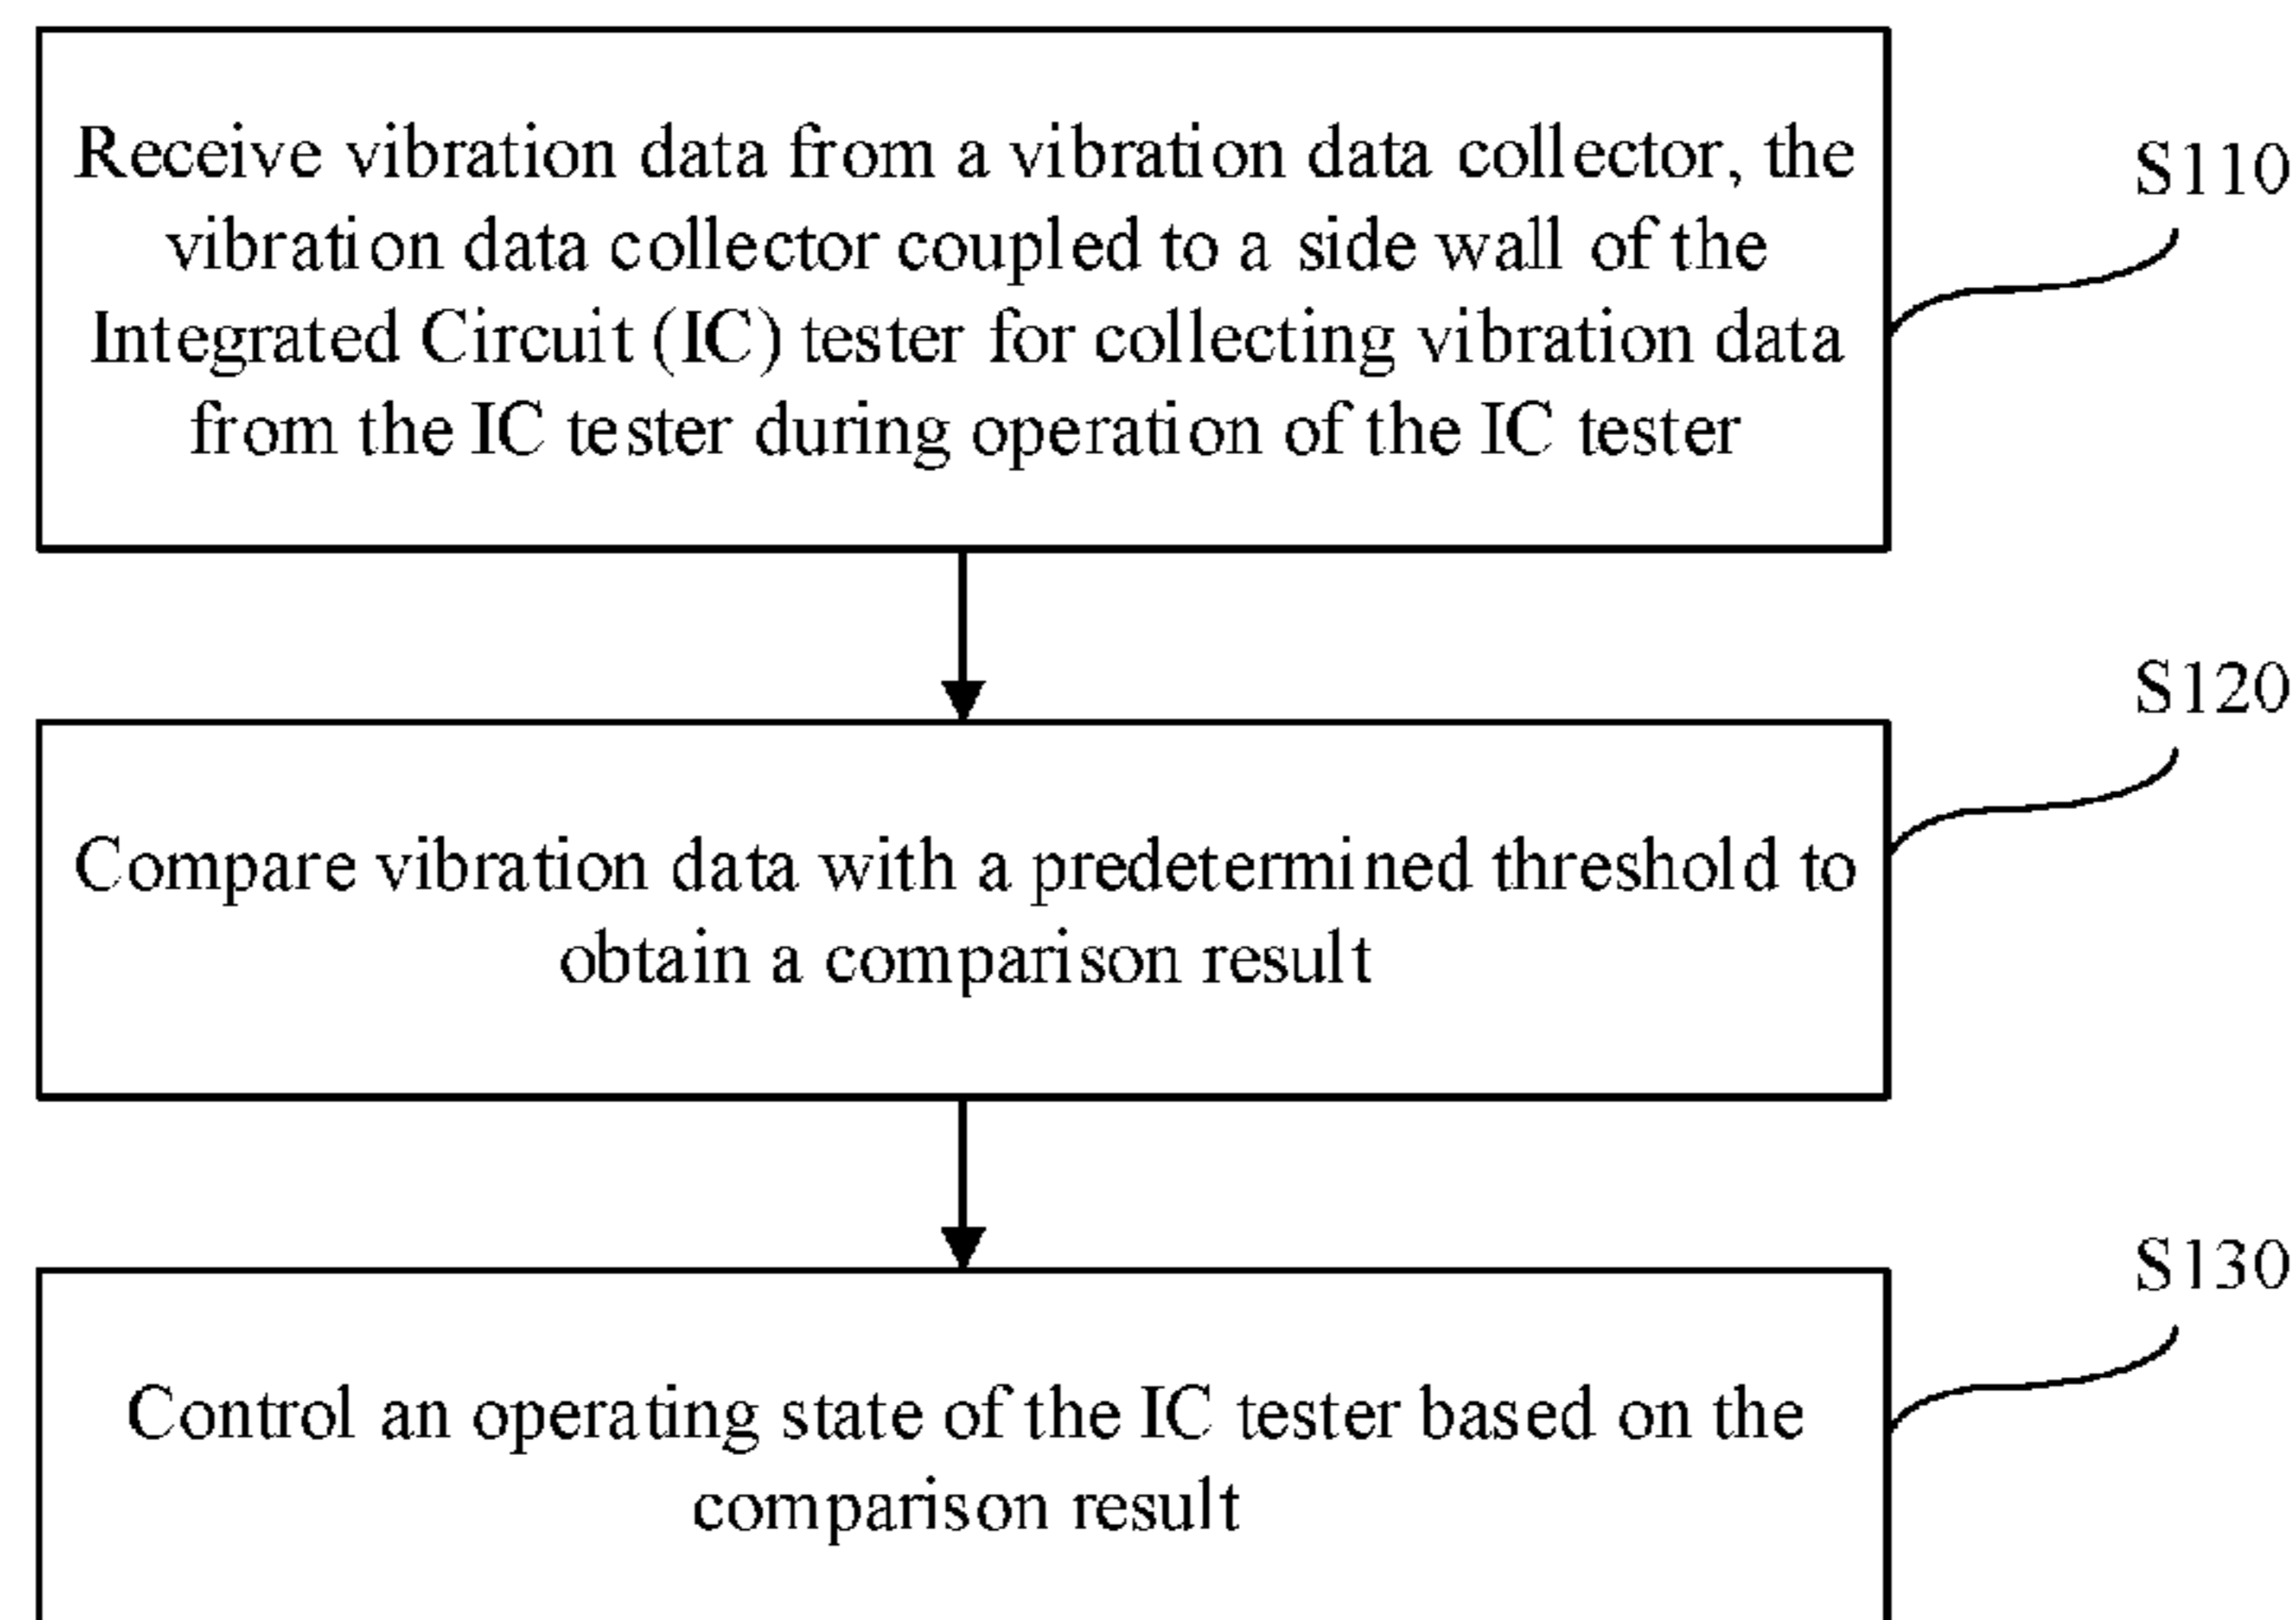 Receive vibration data from a vibration data collector, the
vibration data collector coupled to a side wall of the
Integrated Circuit (IC) tester for collecting vibration data
from the IC tester during operation of the IC tester
S110
Compare vibration data with a predetermined threshold to
obtain a comparison result
S120
Control an operating state of the IC tester based on the
comparison result
S130